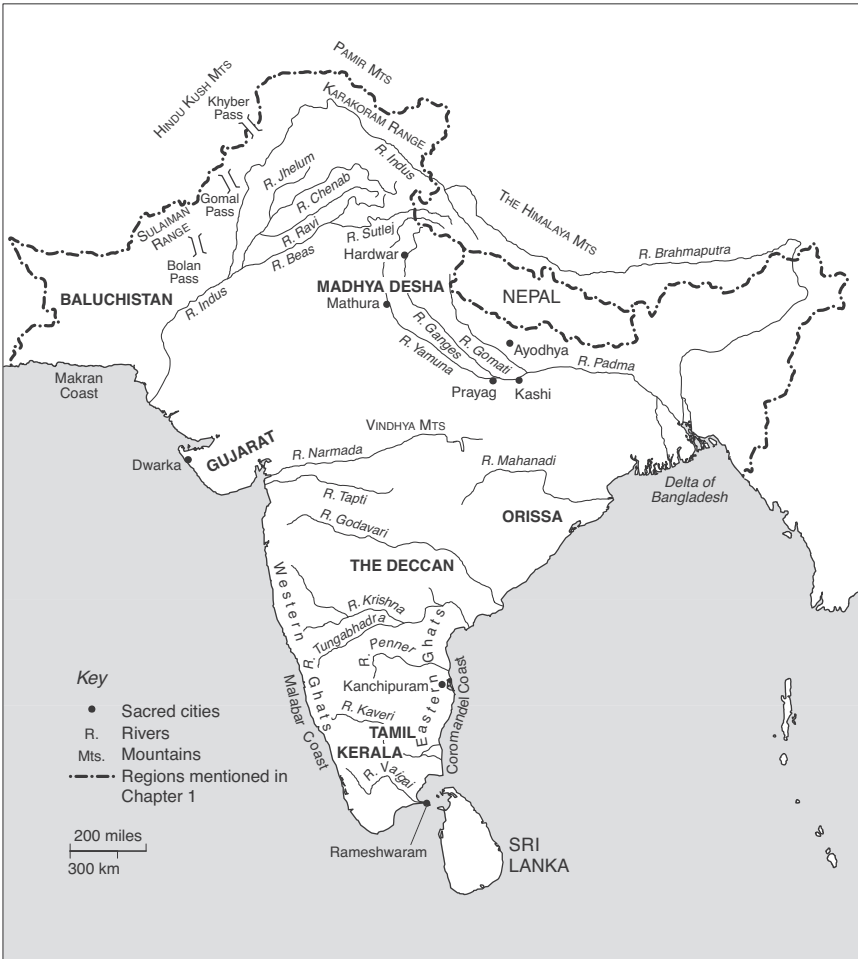 PAMIR MTS
HINDU KUSH MTS
Khyber
Pass
KARAKORAM RANGE
R. Indus
R. Jhelum
Gomal
Pass
R. Chenab
SULAIMAN
RANGE
THE HIMALAYA MTS
R. Ravi
R. Sutlej
R. Brahmaputra
Bolan
Pass
R. Beas
Hardwar
BALUCHISTAN
R. Indus
MADHYA DESHA
NEPAL
Mathura
R. Ganges
R. Gomati
Ayodhya
R. Yamuna
R. Padma
Makran
Coast
Prayag
Kashi
VINDHYA MTS
GUJARAT
R. Narmada
Dwarka
R. Mahanadi
Delta of
Bangladesh
R. Tapti
ORISSA
R. Godavari
THE DECCAN
Western Ghats
R. Krishna
R. Tungabhadra
Eastern Ghats
R. Penner
Kanchipuram
Coromandel Coast
Malabar Coast
R. Kaveri
TAMIL
KERALA
R. Vaigai
Rameshwaram
SRI
LANKA
Key
Sacred cities
R. Rivers
Mts. Mountains
Regions mentioned in
Chapter 1
200 miles
300 km